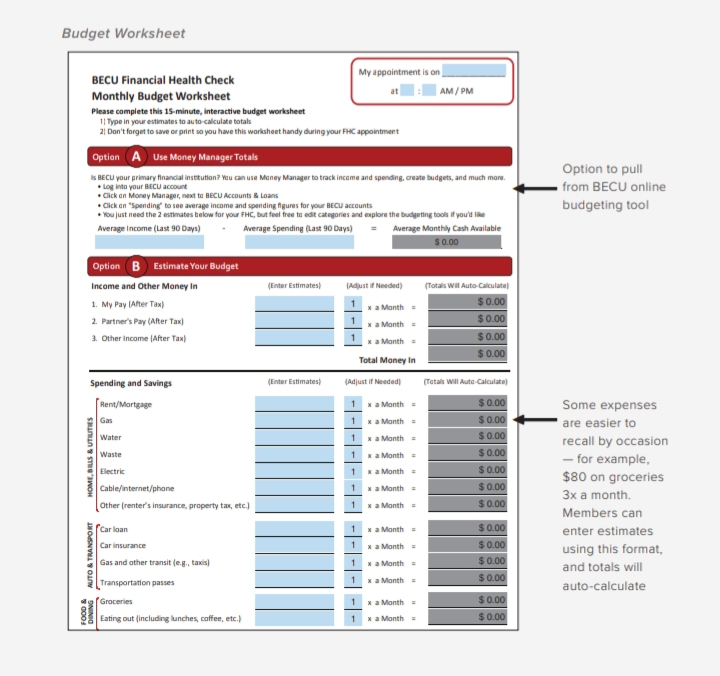 Budget Worksheet
My appointment is on
at : AM / PM
BECU Financial Health Check
Monthly Budget Worksheet
Please complete this 15-minute, interactive budget worksheet
1| Type in your estimates to auto-calculate totals
2| Don't forget to save or print so you have this worksheet handy during your FHC appointment
Option A Use Money Manager Totals
Is BECU your primary financial institution? You can use Money Manager to track income and spending, create budgets, and much more.
• Log into your BECU account
• Click on Money Manager, next to BECU Accounts & Loans
• Click on "Spending" to see average income and spending figures for your BECU accounts
• You just need the 2 estimates below for your FHC, but feel free to edit categories and explore the budgeting tools if you'd like
Average Income (Last 90 Days) - Average Spending (Last 90 Days) = Average Monthly Cash Available
$ 0.00
Option B Estimate Your Budget
Income and Other Money In (Enter Estimates) (Adjust if Needed) (Totals Will Auto-Calculate)
1. My Pay (After Tax) 1 x a Month = $ 0.00
2. Partner's Pay (After Tax) 1 x a Month = $ 0.00
3. Other Income (After Tax) 1 x a Month = $ 0.00
Total Money In $ 0.00
Spending and Savings (Enter Estimates) (Adjust if Needed) (Totals Will Auto-Calculate)
HOME, BILLS & UTILITIES
Rent/Mortgage 1 x a Month = $ 0.00
Gas 1 x a Month = $ 0.00
Water 1 x a Month = $ 0.00
Waste 1 x a Month = $ 0.00
Electric 1 x a Month = $ 0.00
Cable/internet/phone 1 x a Month = $ 0.00
Other (renter's insurance, property tax, etc.) 1 x a Month = $ 0.00
AUTO & TRANSPORT
Car loan 1 x a Month = $ 0.00
Car insurance 1 x a Month = $ 0.00
Gas and other transit (e.g., taxis) 1 x a Month = $ 0.00
Transportation passes 1 x a Month = $ 0.00
FOOD &
DINING
Groceries 1 x a Month = $ 0.00
Eating out (including lunches, coffee, etc.) 1 x a Month = $ 0.00
Option to pull
from BECU online
budgeting tool
Some expenses
are easier to
recall by occasion
— for example,
$80 on groceries
3x a month.
Members can
enter estimates
using this format,
and totals will
auto-calculate